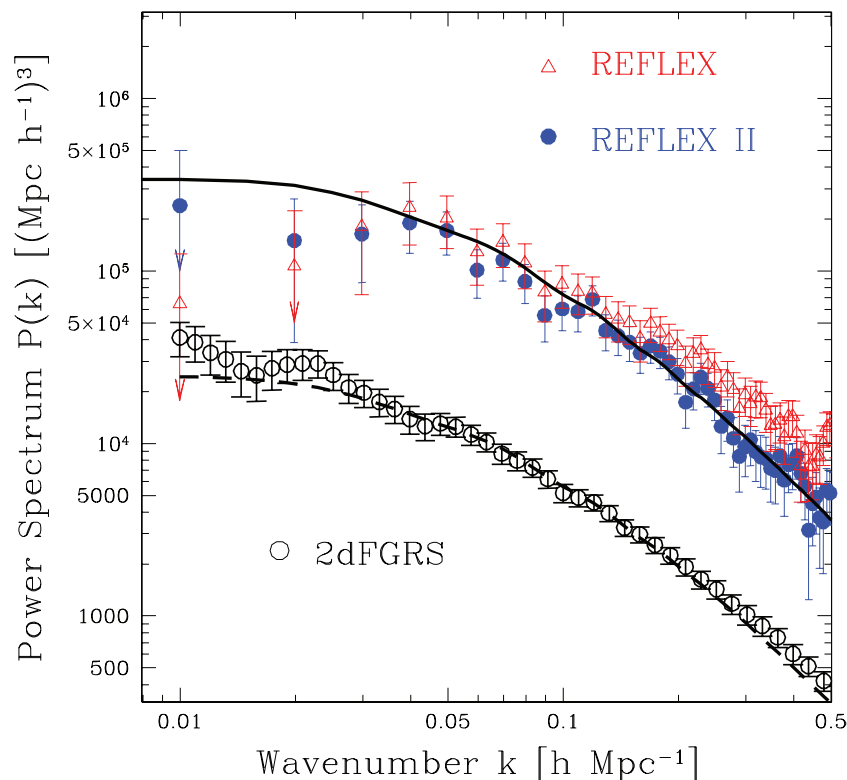 Power Spectrum P(k) [(Mpc h⁻¹)³]
REFLEX
REFLEX II
2dFGRS
10⁶
5×10⁵
10⁵
5×10⁴
10⁴
5000
1000
500
0.01 0.05 0.1 0.5
Wavenumber k [h Mpc⁻¹]